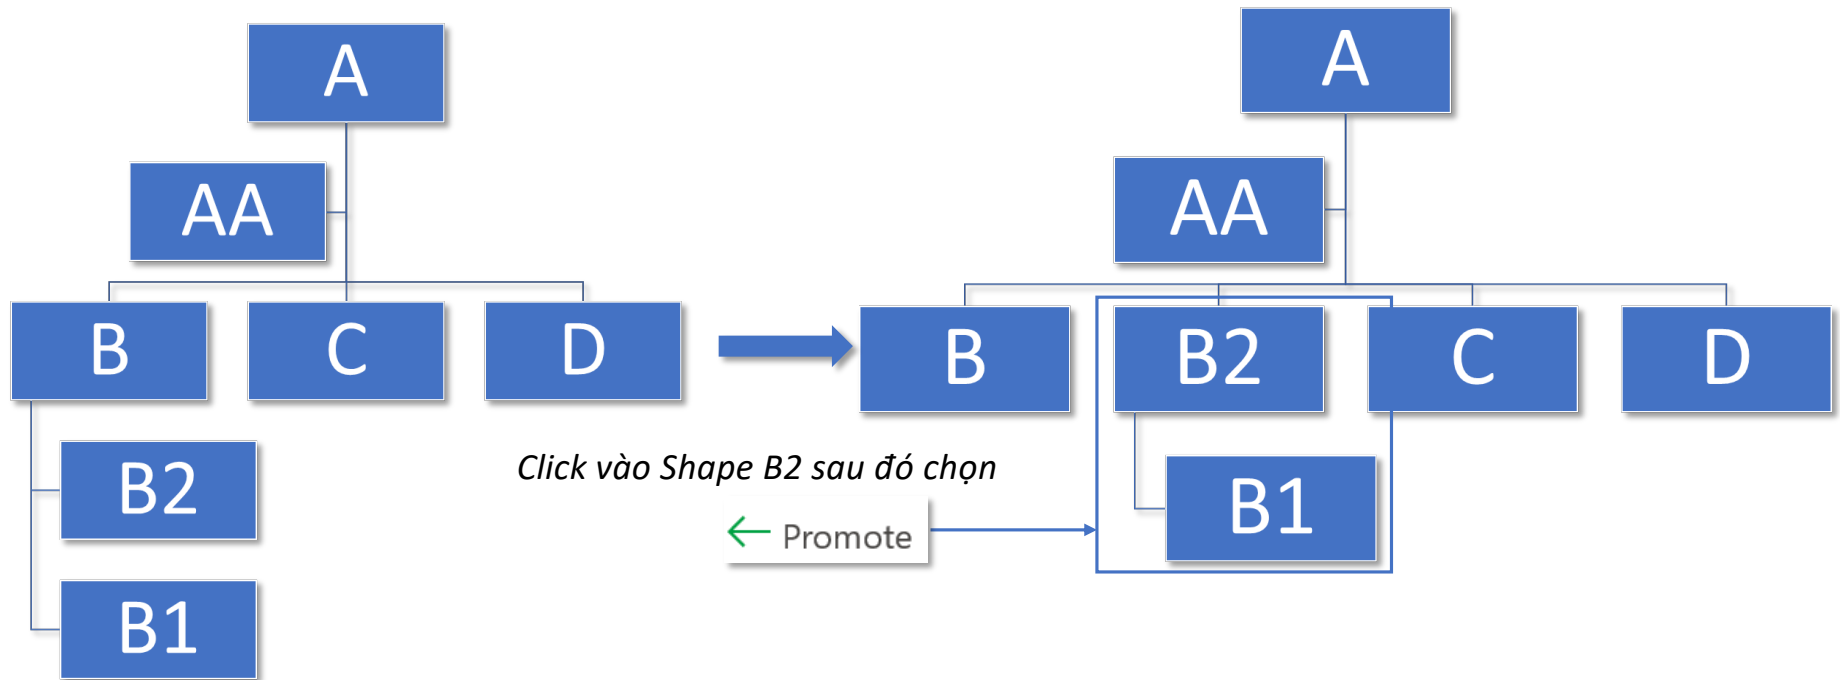 A
AA
B
C
D
B2
B1
Click vào Shape B2 sau đó chọn
Promote
A
AA
B
B2
C
D
B1